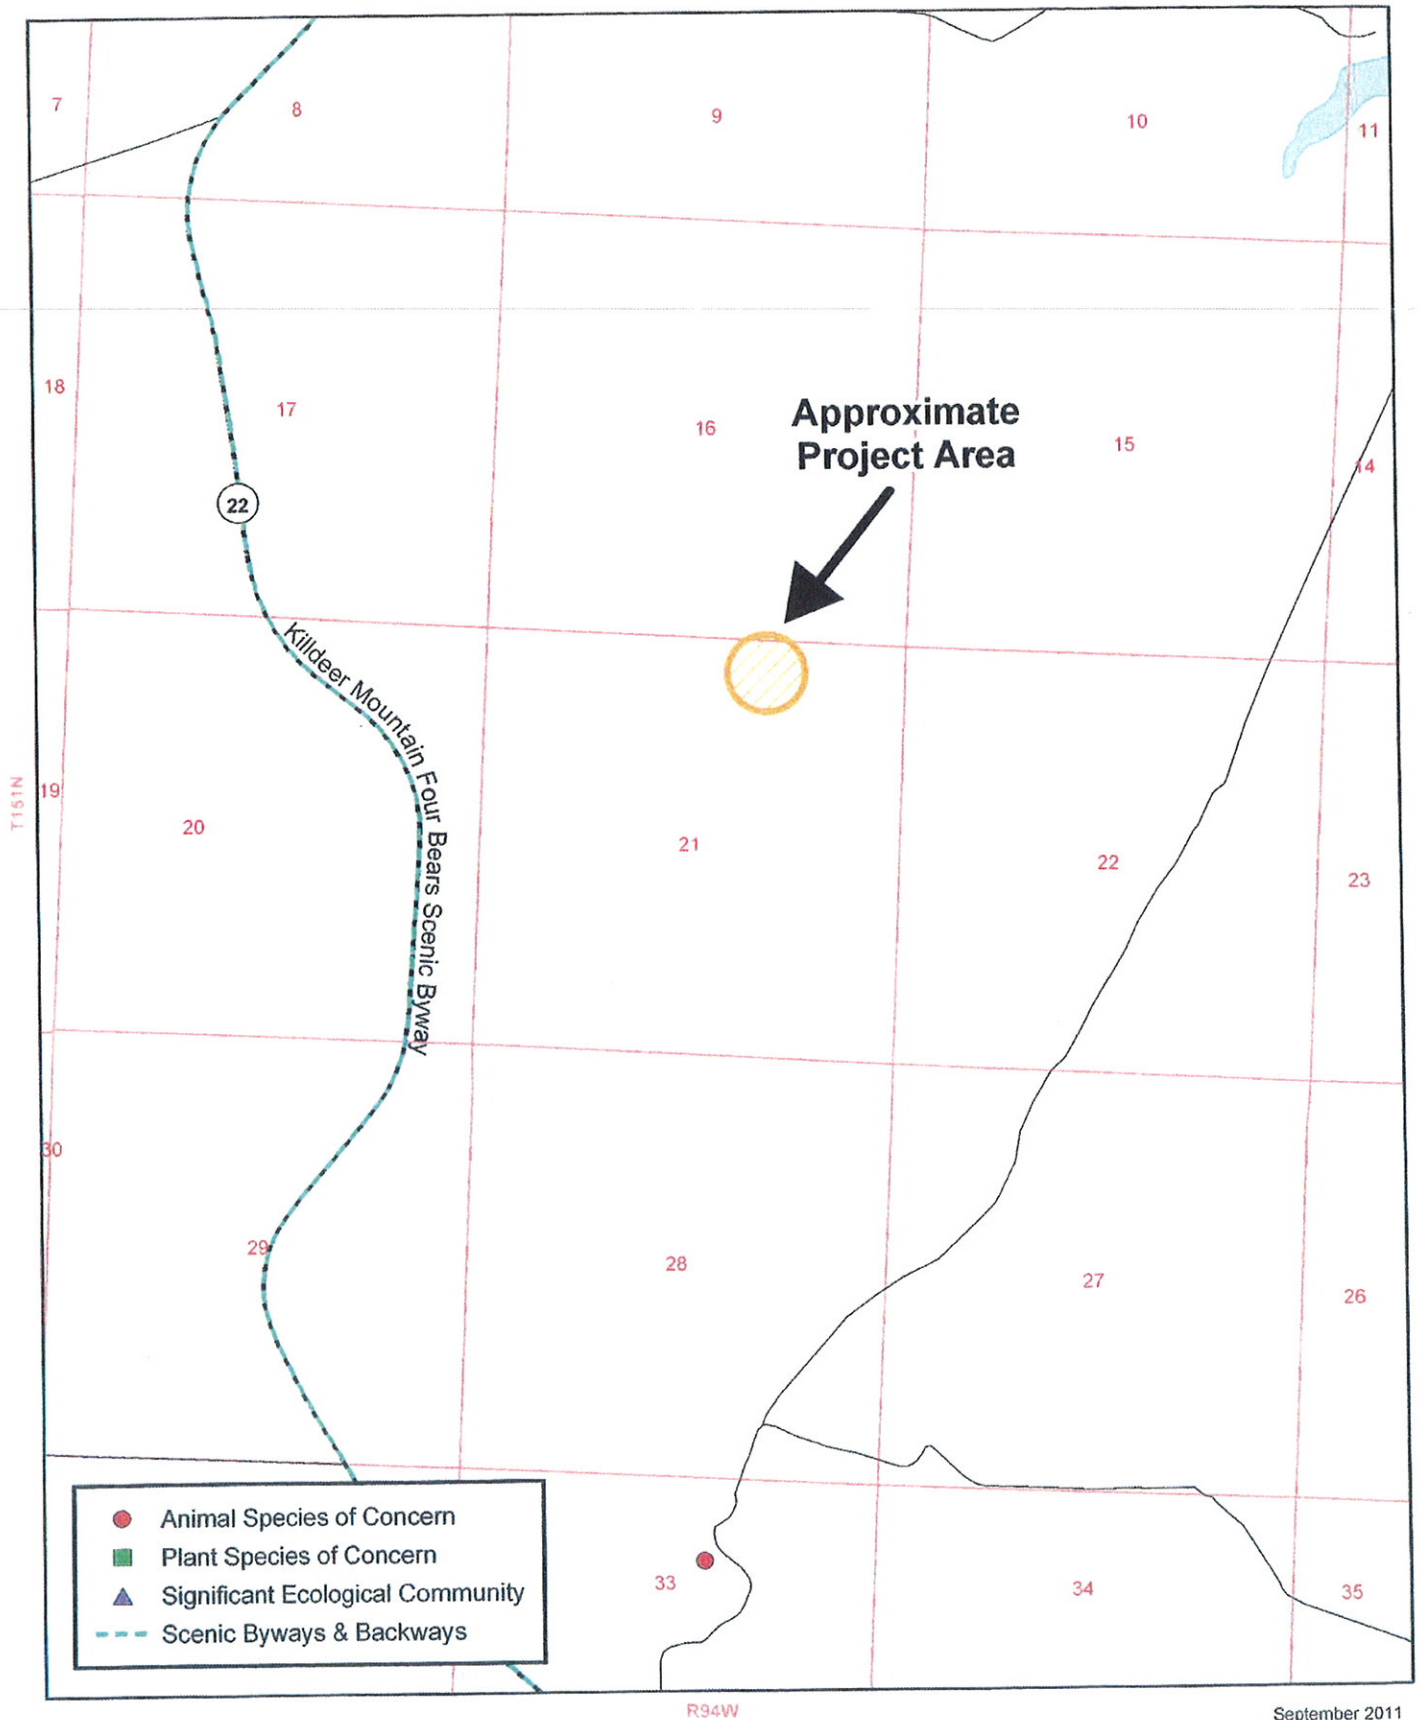 7
8
9
10
11
18
17
16
Approximate
Project Area
15
14
22
Killdeer Mountain Four Bears Scenic Byway
T151N
19
20
21
22
23
30
29
28
27
26
Animal Species of Concern
Plant Species of Concern
Significant Ecological Community
Scenic Byways & Backways
33
34
35
R94W
September 2011